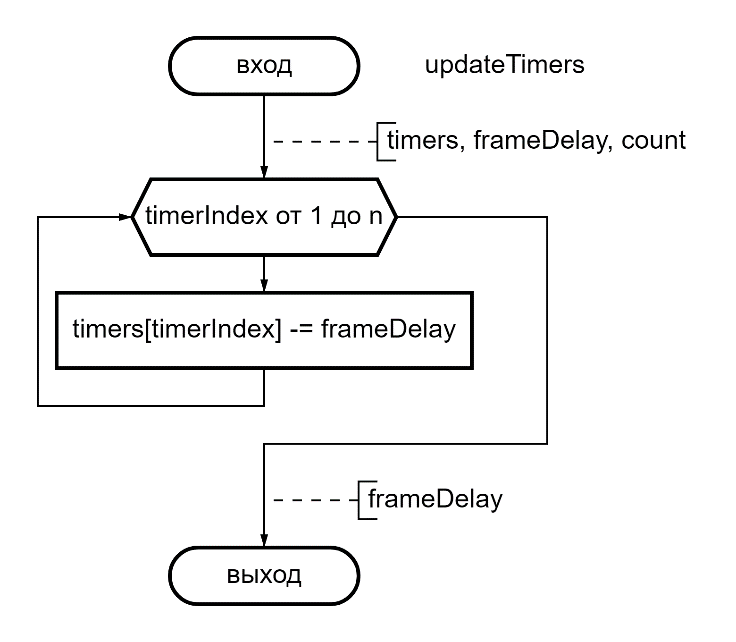 вход
updateTimers
timers, frameDelay, count
timerIndex от 1 до n
timers[timerIndex] -= frameDelay
frameDelay
выход